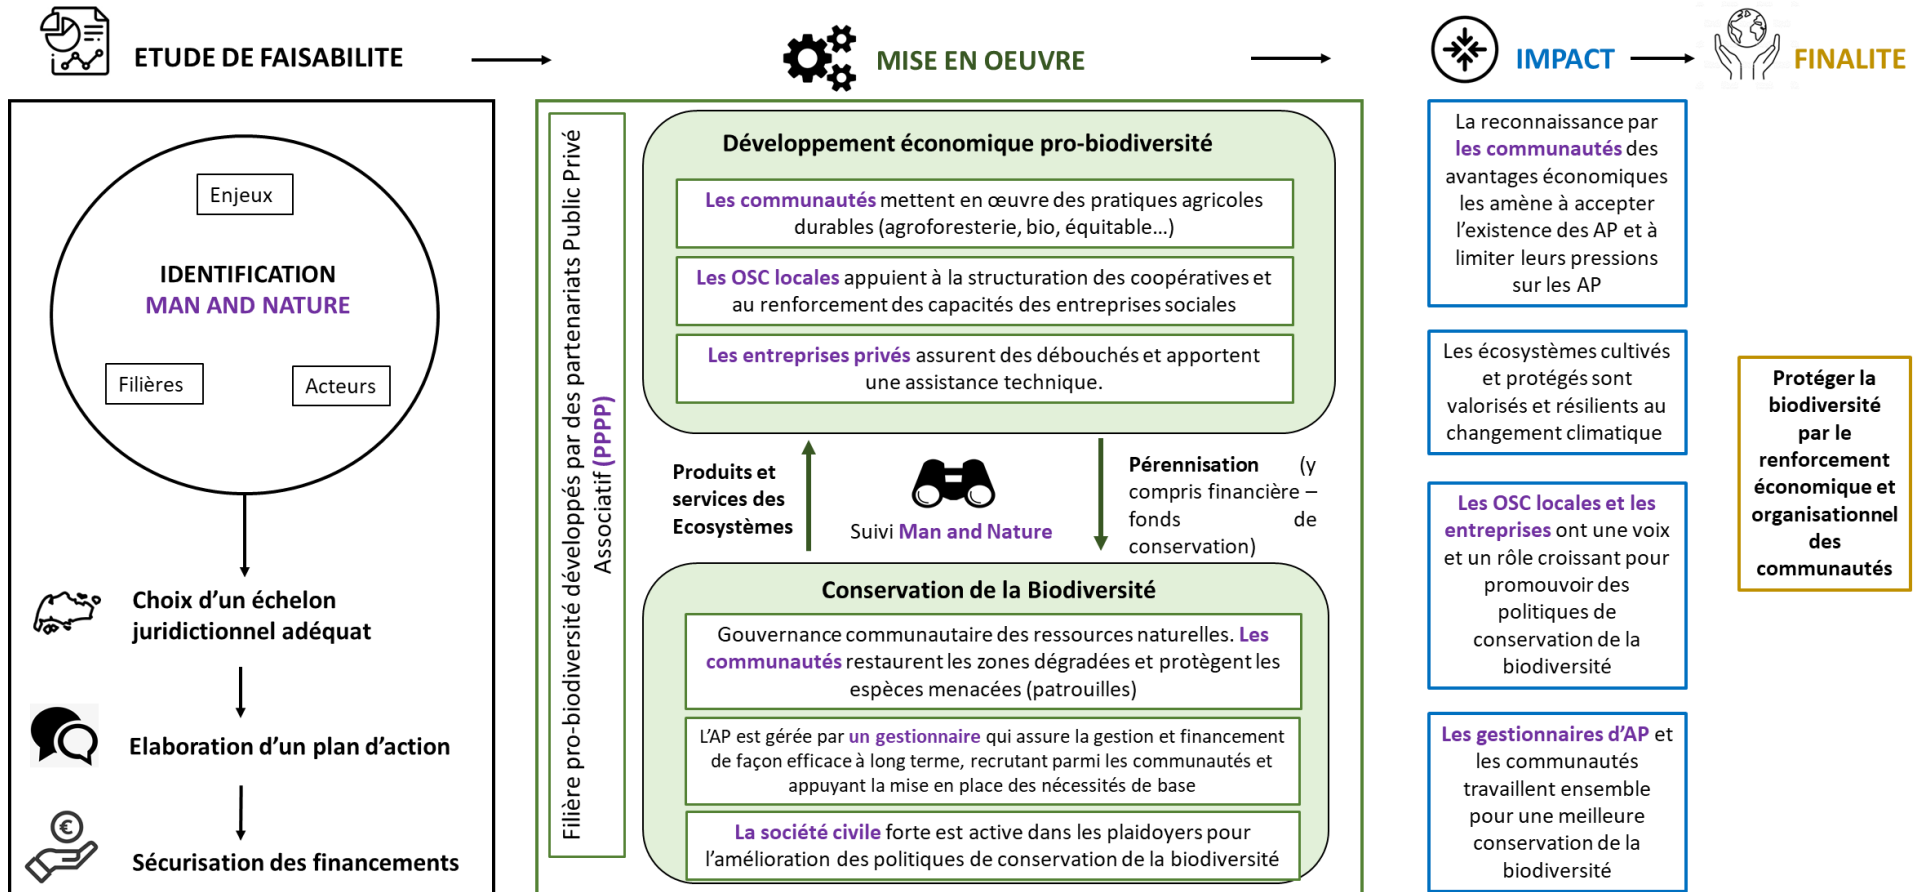 ETUDE DE FAISABILITE
MISE EN OEUVRE
IMPACT
FINALITE
Enjeux
IDENTIFICATION
MAN AND NATURE
Filières
Acteurs
Choix d’un échelon
juridictionnel adéquat
Elaboration d’un plan d’action
Sécurisation des financements
Filière pro-biodiversité développés par des partenariats Public Privé
Associatif (PPPP)
Développement économique pro-biodiversité
Les communautés mettent en œuvre des pratiques agricoles
durables (agroforesterie, bio, équitable…)
Les OSC locales appuient à la structuration des coopératives et
au renforcement des capacités des entreprises sociales
Les entreprises privés assurent des débouchés et apportent
une assistance technique.
Produits et
services des
Ecosystèmes
Suivi Man and Nature
Pérennisation (y
compris financière –
fonds de
conservation)
Conservation de la Biodiversité
Gouvernance communautaire des ressources naturelles. Les
communautés restaurent les zones dégradées et protègent les
espèces menacées (patrouilles)
L’AP est gérée par un gestionnaire qui assure la gestion et financement
de façon efficace à long terme, recrutant parmi les communautés et
appuyant la mise en place des nécessités de base
La société civile forte est active dans les plaidoyers pour
l’amélioration des politiques de conservation de la biodiversité
La reconnaissance par
les communautés des
avantages économiques
les amène à accepter
l’existence des AP et à
limiter leurs pressions
sur les AP
Les écosystèmes cultivés
et protégés sont
valorisés et résilients au
changement climatique
Les OSC locales et les
entreprises ont une voix
et un rôle croissant pour
promouvoir des
politiques de
conservation de la
biodiversité
Les gestionnaires d’AP et
les communautés
travaillent ensemble
pour une meilleure
conservation de la
biodiversité
Protéger la
biodiversité
par le
renforcement
économique et
organisationnel
des
communautés